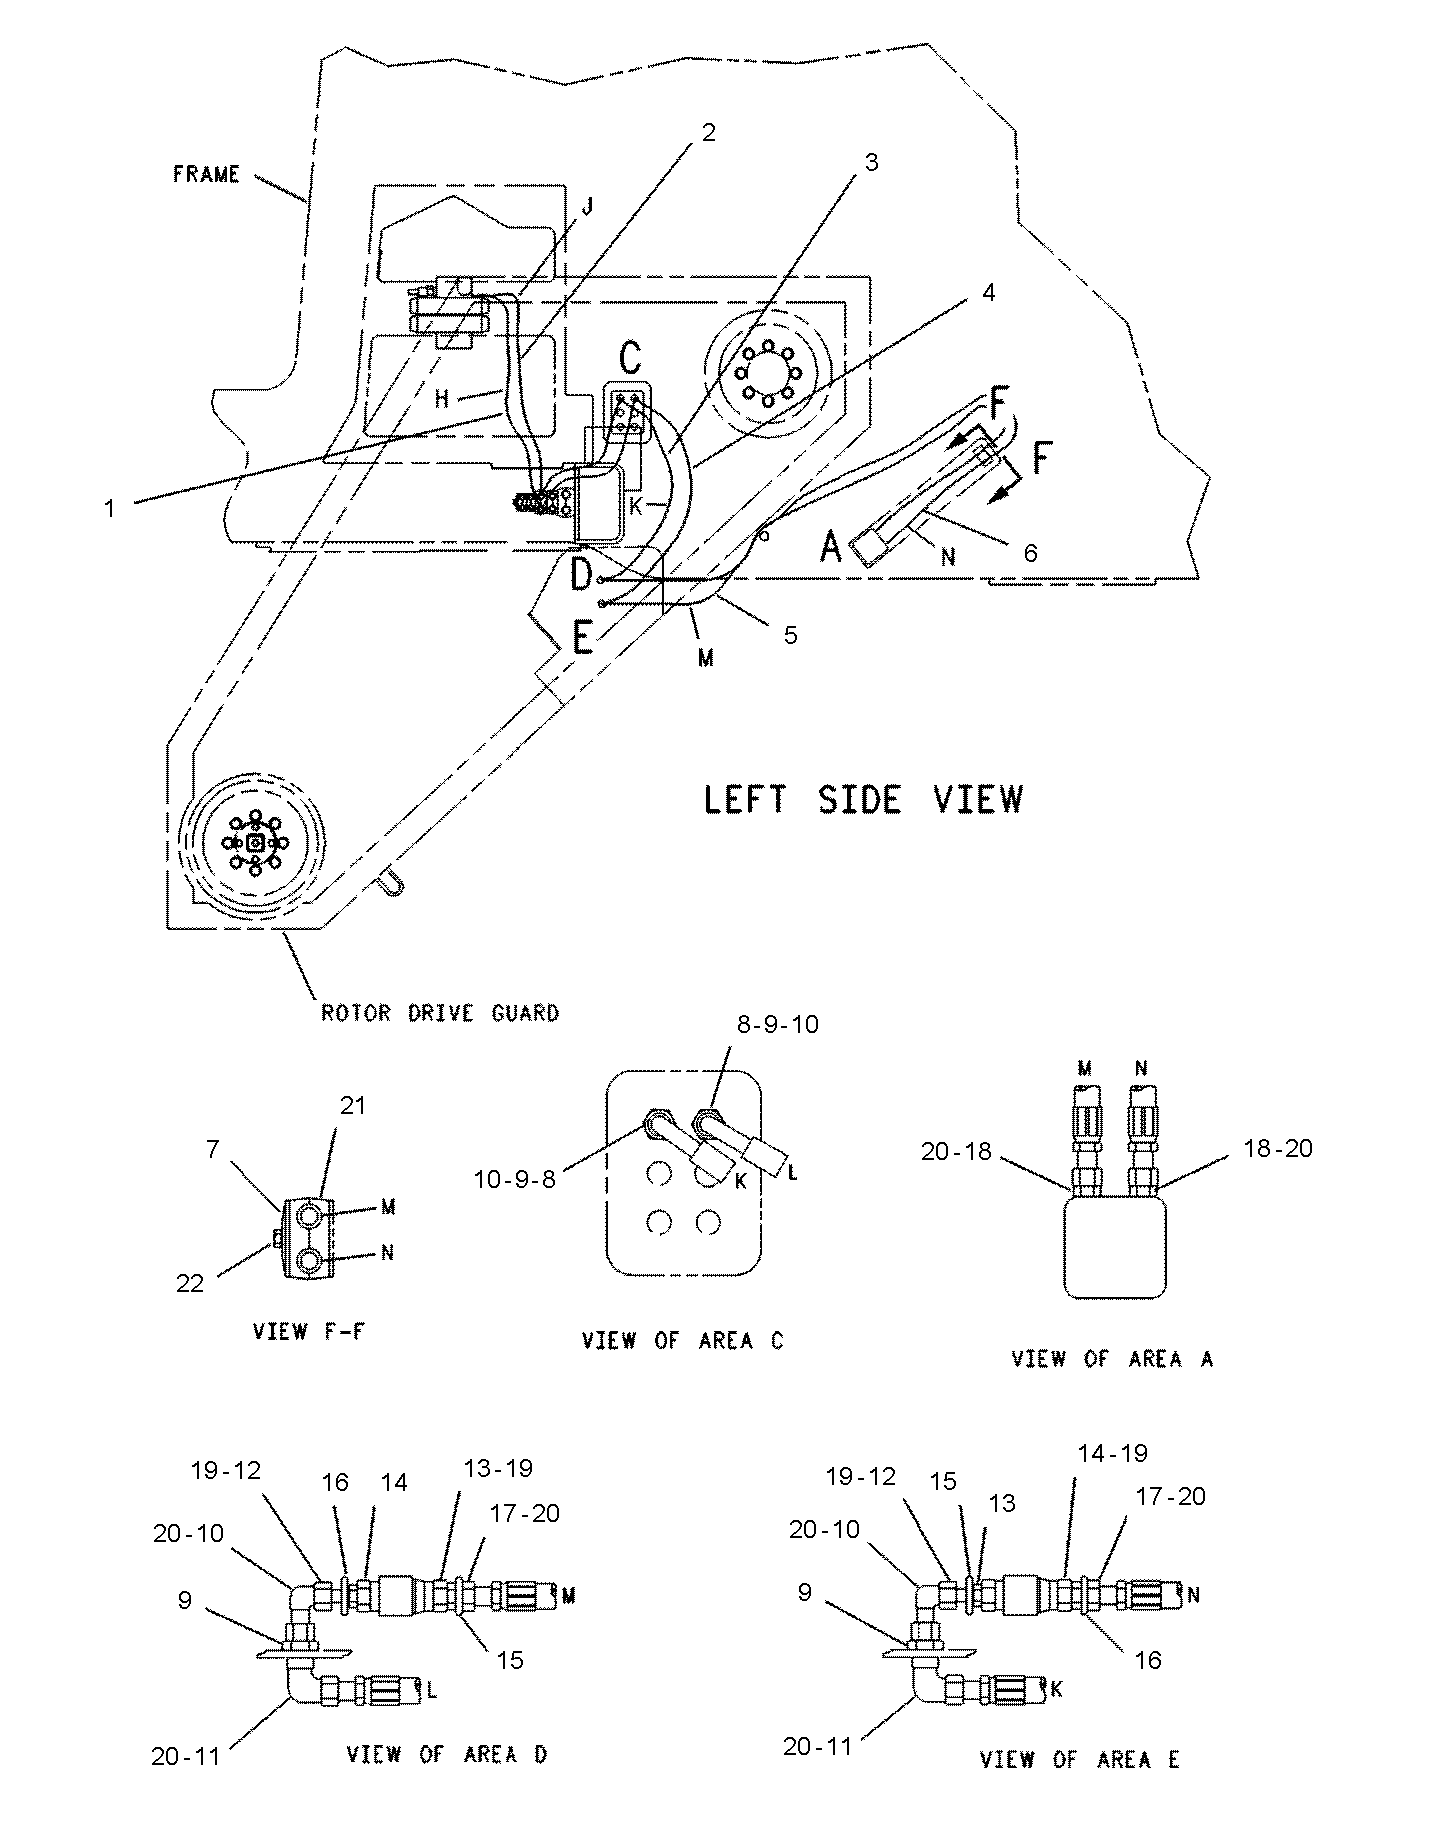 2
3
FRAME
J
4
C
H
F
F
1
K
A
N
6
D
E
5
M
LEFT SIDE VIEW
ROTOR DRIVE GUARD
8-9-10
M N
21
7
20-18
18-20
10-9-8
K
L
M
N
22
VIEW F-F
VIEW OF AREA C
VIEW OF AREA A
19-12
16
14
13-19
17-20
20-10
9
M
15
L
20-11
VIEW OF AREA D
14-19
19-12
15
13
17-20
20-10
9
N
16
K
20-11
VIEW OF AREA E